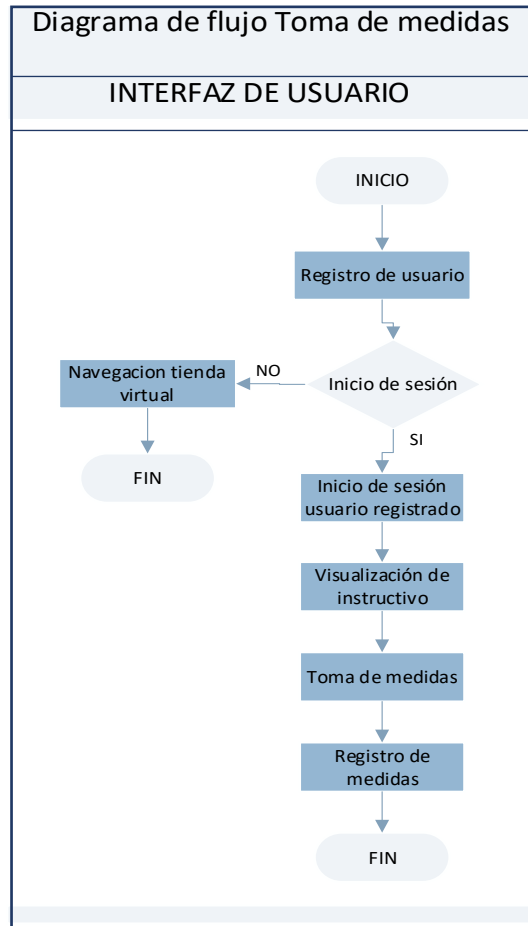 Diagrama de flujo Toma de medidas
INTERFAZ DE USUARIO
INICIO
Registro de usuario
Inicio de sesión
NO
Navegacion tienda
virtual
FIN
SI
Inicio de sesión
usuario registrado
Visualización de
instructivo
Toma de medidas
Registro de
medidas
FIN